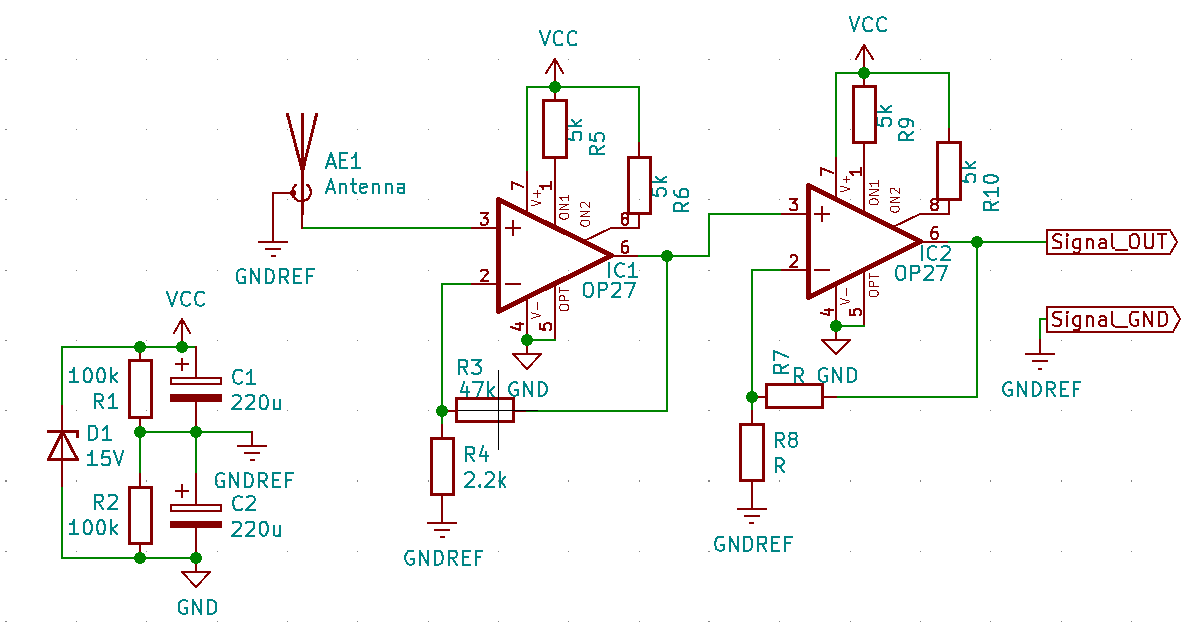 VCC
VCC
5k
R5
5k
R6
7
1
V+
ON1
ON2
8
3
+
2
−
6
IC1
OP27
V−
OPT
4
5
GND
5k
R9
5k
R10
7
1
V+
ON1
ON2
8
3
+
2
−
6
IC2
OP27
V−
OPT
4
5
GND
AE1
Antenna
GNDREF
Signal_OUT
Signal_GND
GNDREF
VCC
100k
R1
+
C1
220u
D1
15V
GNDREF
R2
100k
+
C2
220u
GND
R3
47k
R4
2.2k
GNDREF
R7
R
R8
R
GNDREF